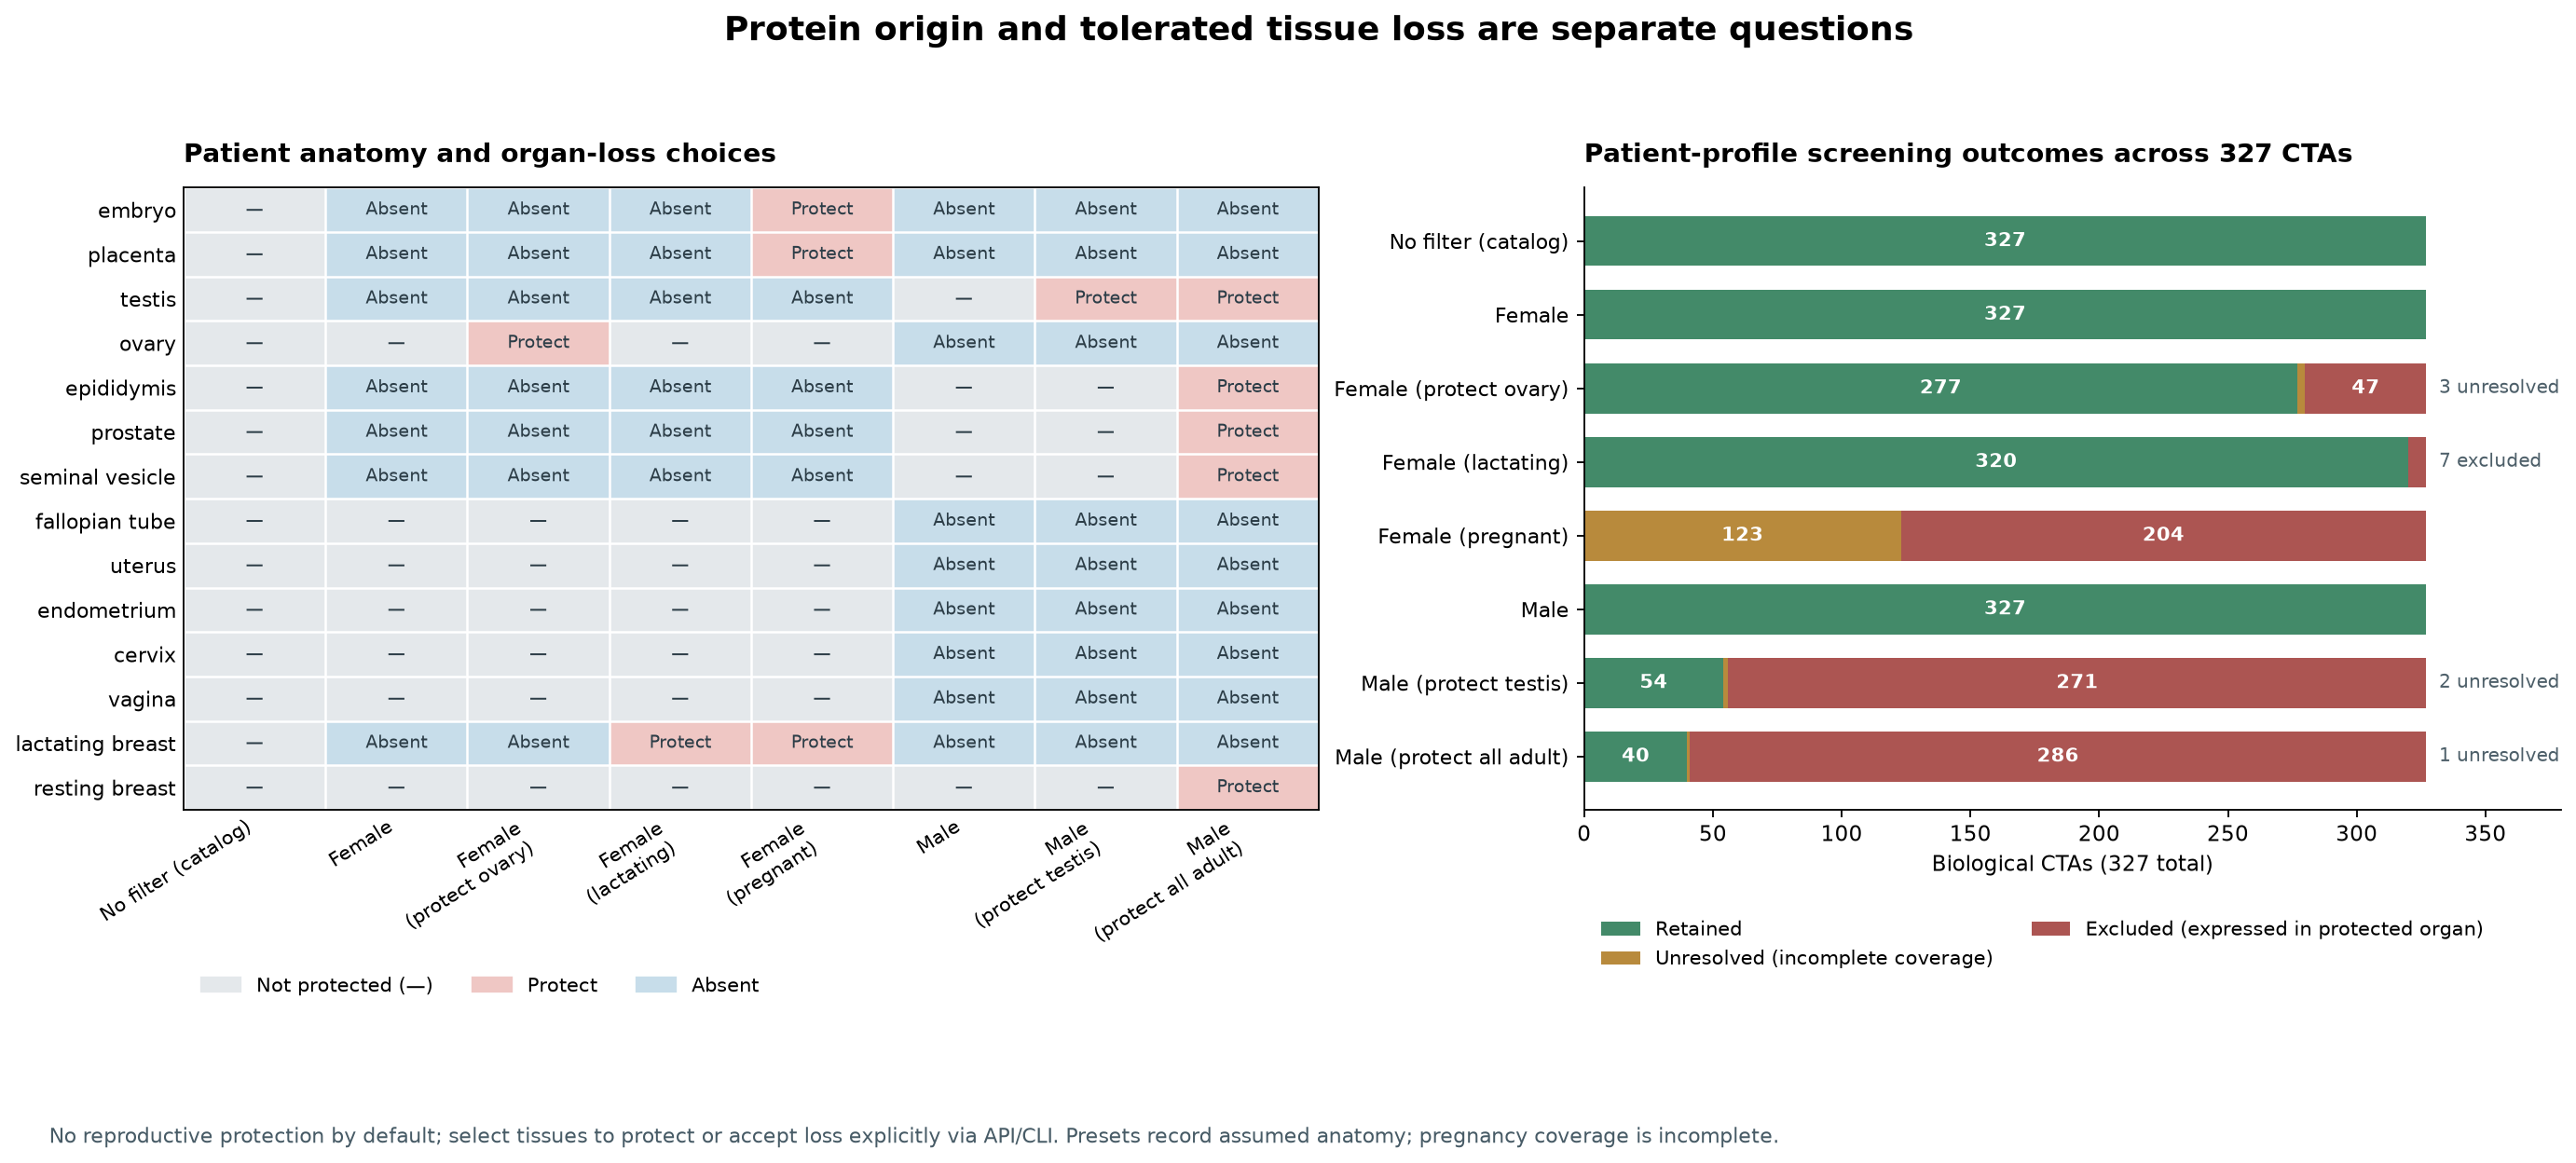 Protein origin and tolerated tissue loss are separate questions
Patient anatomy and organ-loss choices
embryo — Absent Absent Absent Protect Absent Absent Absent
placenta — Absent Absent Absent Protect Absent Absent Absent
testis — Absent Absent Absent Absent — Protect Protect
ovary — — Protect — — Absent Absent Absent
epididymis — Absent Absent Absent Absent — — Protect
prostate — Absent Absent Absent Absent — — Protect
seminal vesicle — Absent Absent Absent Absent — — Protect
fallopian tube — — — — — Absent Absent Absent
uterus — — — — — Absent Absent Absent
endometrium — — — — — Absent Absent Absent
cervix — — — — — Absent Absent Absent
vagina — — — — — Absent Absent Absent
lactating breast — Absent Absent Protect Protect Absent Absent Absent
resting breast — — — — — — — Protect
No filter (catalog)
Female
Female
(protect ovary)
Female
(lactating)
Female
(pregnant)
Male
Male
(protect testis)
Male
(protect all adult)
Not protected (—) Protect Absent
Patient-profile screening outcomes across 327 CTAs
No filter (catalog) 327
Female 327
Female (protect ovary) 277 47 3 unresolved
Female (lactating) 320 7 excluded
Female (pregnant) 123 204
Male 327
Male (protect testis) 54 271 2 unresolved
Male (protect all adult) 40 286 1 unresolved
0 50 100 150 200 250 300 350
Biological CTAs (327 total)
Retained Excluded (expressed in protected organ)
Unresolved (incomplete coverage)
No reproductive protection by default; select tissues to protect or accept loss explicitly via API/CLI. Presets record assumed anatomy; pregnancy coverage is incomplete.